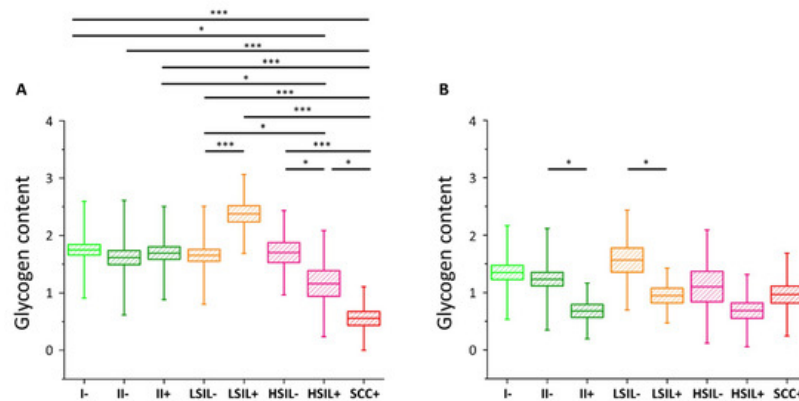 ***
*
***
***
*
***
***
*
***
***
*
*
A
Glycogen content
4
3
2
1
0
I-
II-
II+
LSIL-
LSIL+
HSIL-
HSIL+
SCC+
B
*
*
Glycogen content
4
3
2
1
0
I-
II-
II+
LSIL-
LSIL+
HSIL-
HSIL+
SCC+